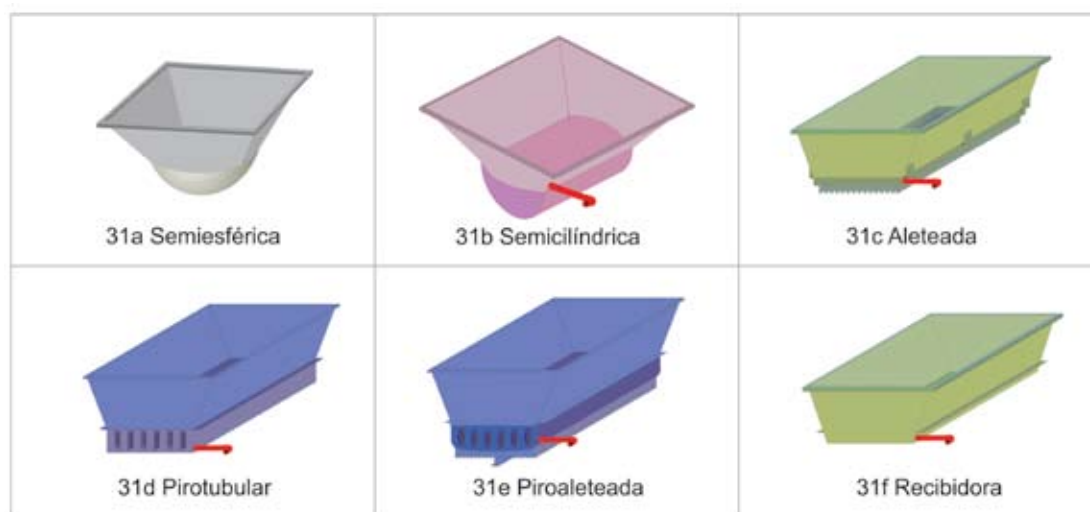 31a Semiesférica
31b Semicilíndrica
31c Aleteada
31d Pirotubular
31e Piroaleteada
31f Recibidora